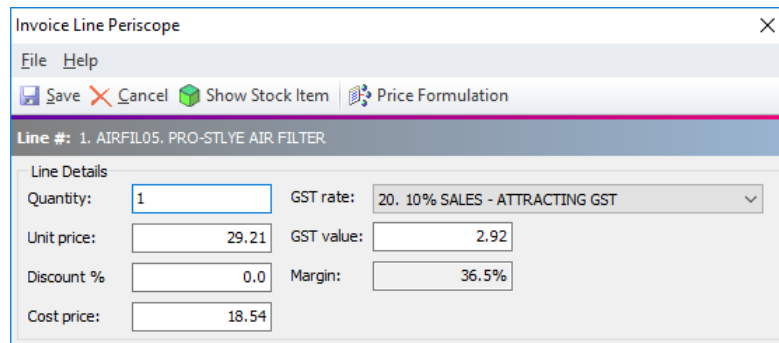 Invoice Line Periscope
File Help
Save Cancel Show Stock Item Price Formulation
Line #: 1. AIRFIL05. PRO-STLYE AIR FILTER
Line Details
Quantity: 1 GST rate: 20. 10% SALES - ATTRACTING GST
Unit price: 29.21 GST value: 2.92
Discount % 0.0 Margin: 36.5%
Cost price: 18.54